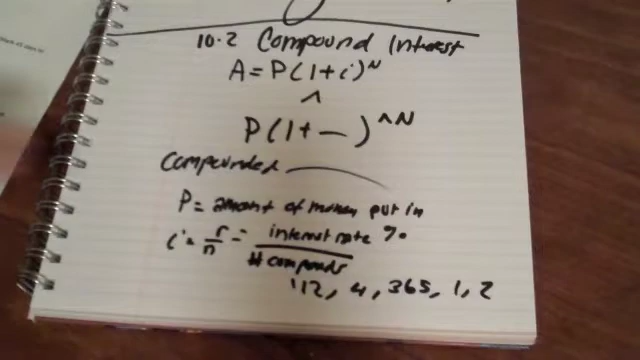 10.2 Compound Interest
A = P(1+i)^N
^
P(1+ — )^^N
Compounded
P = amount of money put in
i = r/n = interest rate %
# compounds
12, 4, 365, 1, 2